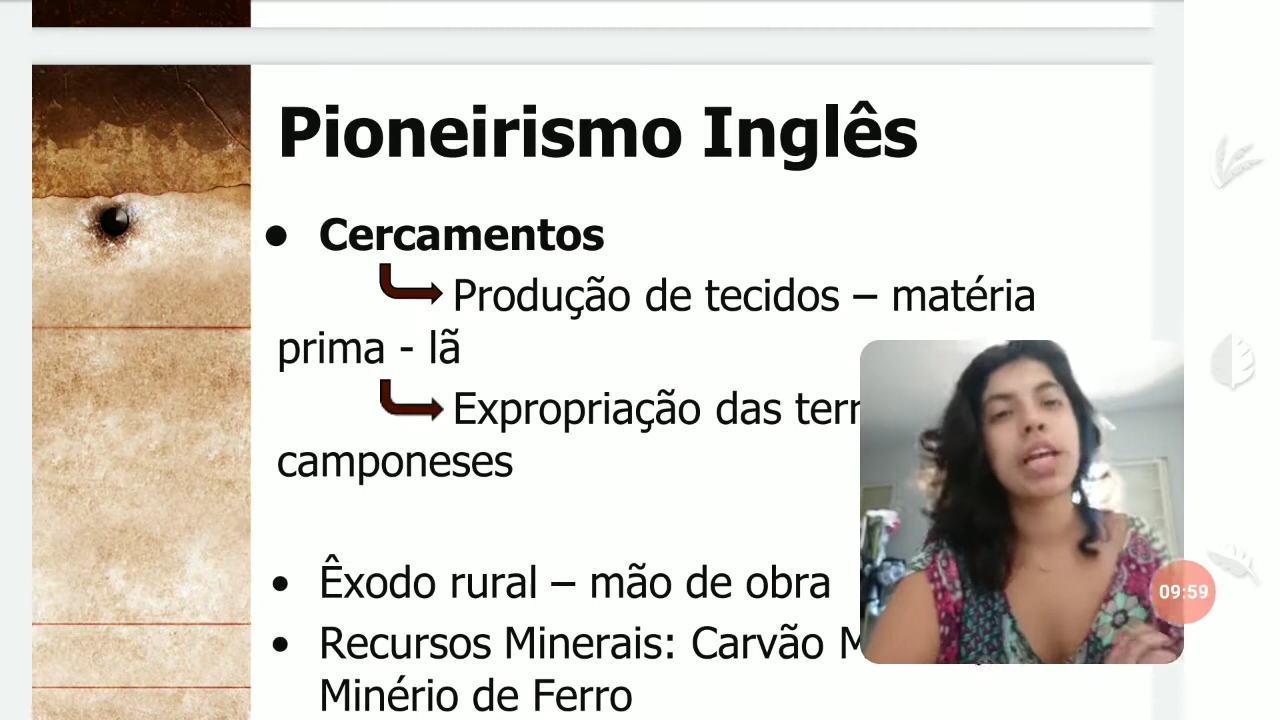 Pioneirismo Inglês
• Cercamentos
Produção de tecidos – matéria
prima - lã
Expropriação das terr
camponeses
• Êxodo rural – mão de obra
• Recursos Minerais: Carvão M
Minério de Ferro
09:59